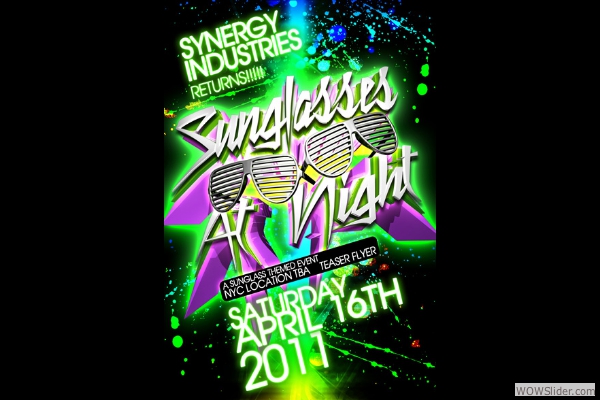 SYNERGY
INDUSTRIES
RETURNS!!!!!
Sunglasses
At Night
A SUNGLASS THEMED EVENT
NYC LOCATION TBA TEASER FLYER
SATURDAY
APRIL 16TH
2011
WOWSlider.com